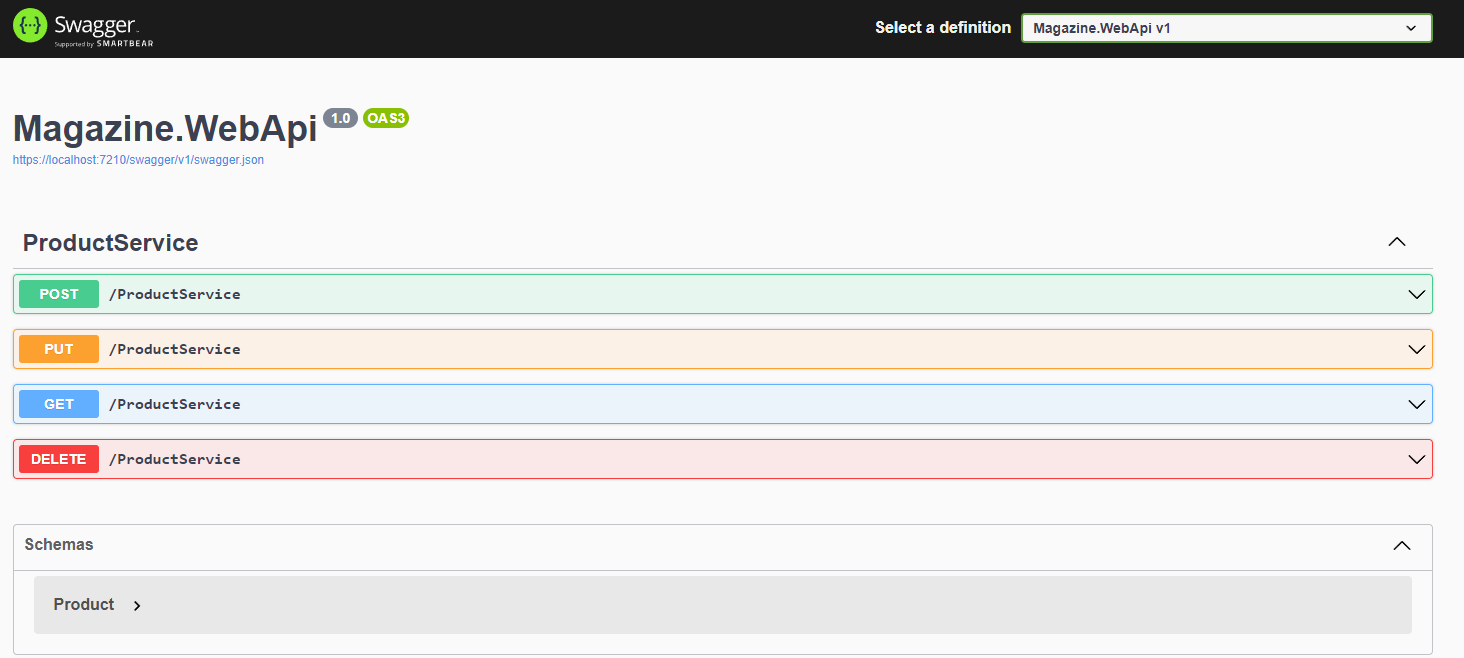 Swagger.
Supported by SMARTBEAR
Select a definition
Magazine.WebApi v1
Magazine.WebApi 1.0 OAS3
https://localhost:7210/swagger/v1/swagger.json
ProductService
POST /ProductService
PUT /ProductService
GET /ProductService
DELETE /ProductService
Schemas
Product